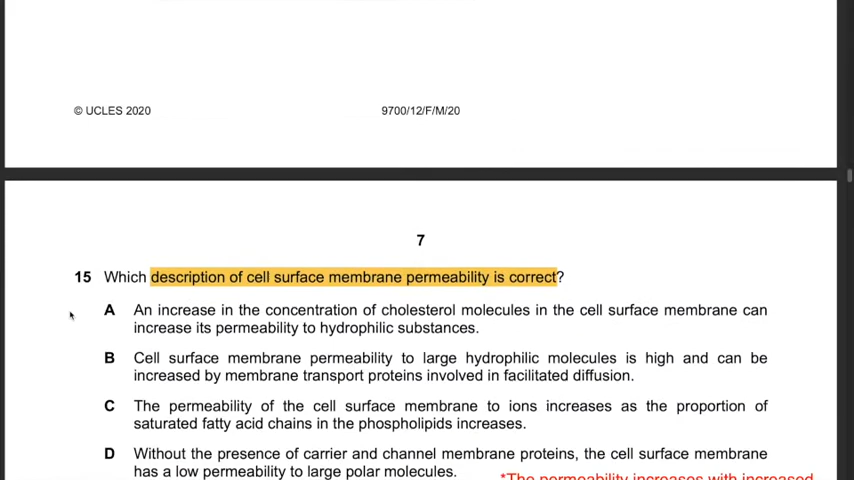 © UCLES 2020 9700/12/F/M/20
7
15 Which description of cell surface membrane permeability is correct?
A An increase in the concentration of cholesterol molecules in the cell surface membrane can
increase its permeability to hydrophilic substances.
B Cell surface membrane permeability to large hydrophilic molecules is high and can be
increased by membrane transport proteins involved in facilitated diffusion.
C The permeability of the cell surface membrane to ions increases as the proportion of
saturated fatty acid chains in the phospholipids increases.
D Without the presence of carrier and channel membrane proteins, the cell surface membrane
has a low permeability to large polar molecules.
*The permeability increases with increased